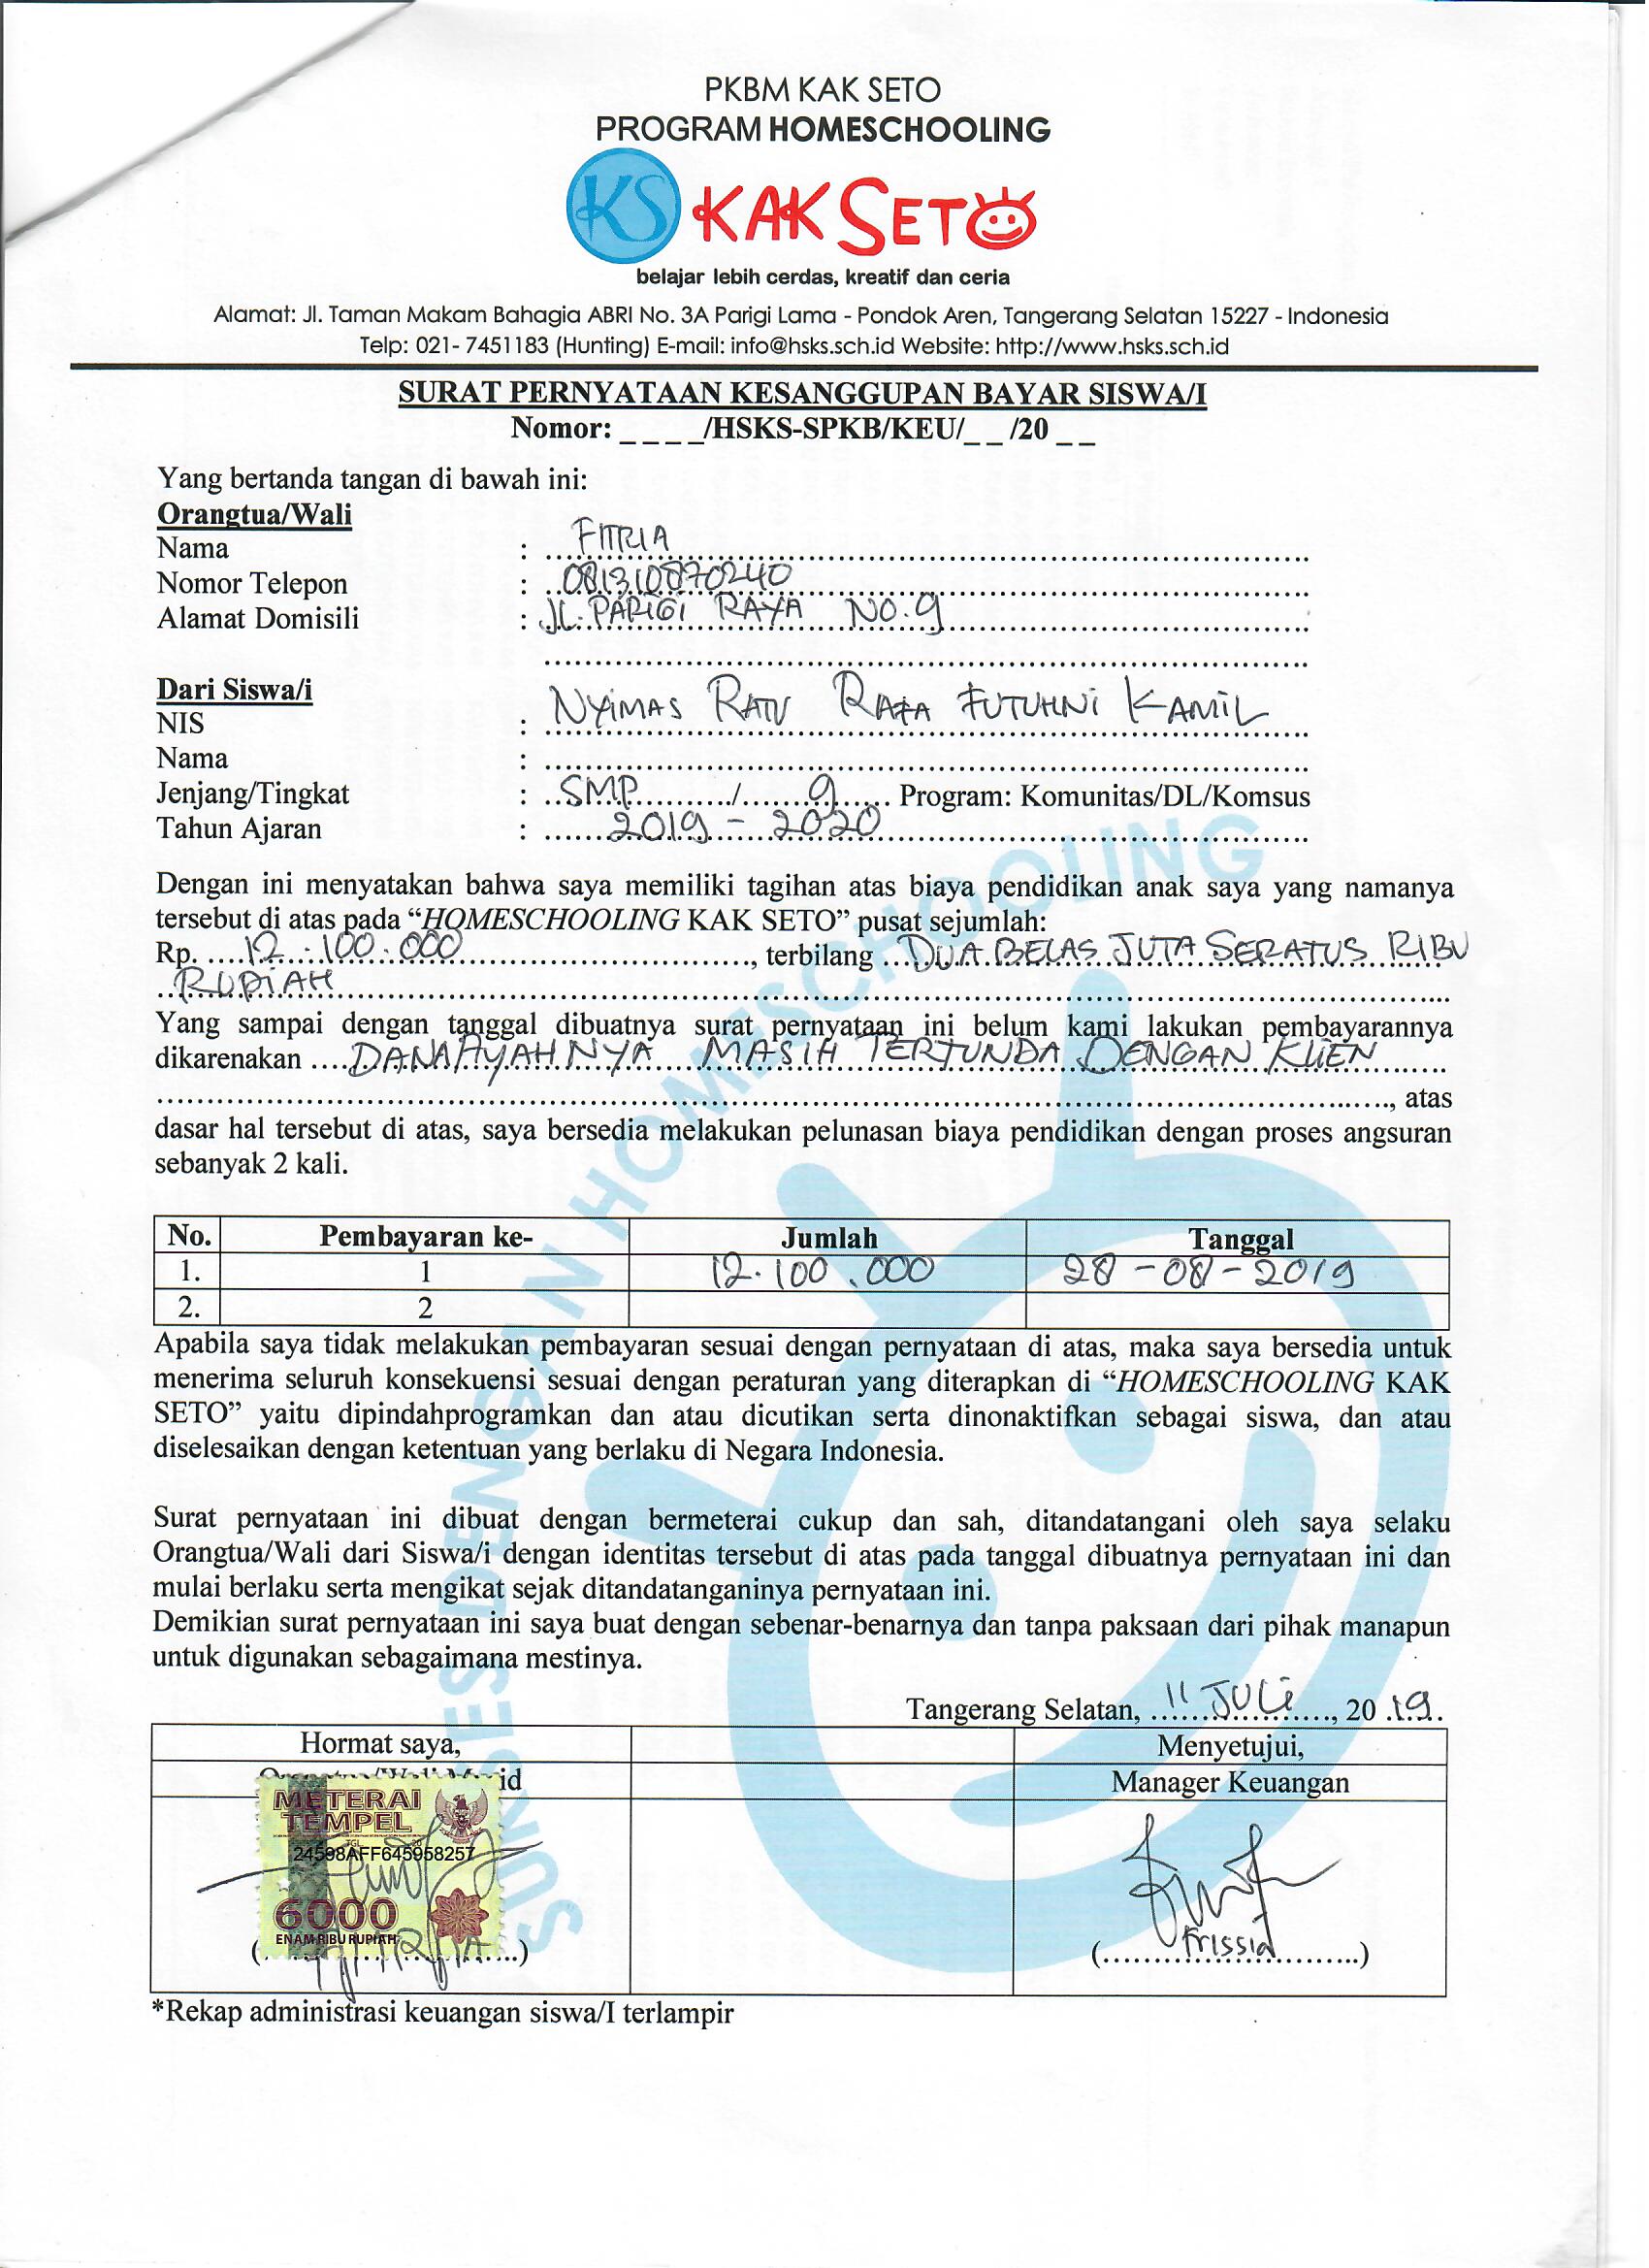 PKBM KAK SETO
PROGRAM HOMESCHOOLING
KS KAK SETO
belajar lebih cerdas, kreatif dan ceria
Alamat: Jl. Taman Makam Bahagia ABRI No. 3A Parigi Lama - Pondok Aren, Tangerang Selatan 15227 - Indonesia
Telp: 021- 7451183 (Hunting) E-mail: info@hsks.sch.id Website: http://www.hsks.sch.id
SURAT PERNYATAAN KESANGGUPAN BAYAR SISWA/I
Nomor: _ _ _ _/HSKS-SPKB/KEU/_ _ /20 _ _
Yang bertanda tangan di bawah ini:
Orangtua/Wali
Nama : FITRIA
Nomor Telepon : 081310870240
Alamat Domisili : JL. PARIGI RAYA NO.9
Dari Siswa/i
NIS : NYIMAS RATU RAFA FUTUHNI KAMIL
Nama :
Jenjang/Tingkat : SMP / 9 Program: Komunitas/DL/Komsus
Tahun Ajaran : 2019 - 2020
Dengan ini menyatakan bahwa saya memiliki tagihan atas biaya pendidikan anak saya yang namanya
tersebut di atas pada “HOMESCHOOLING KAK SETO” pusat sejumlah:
Rp. 12.100.000, terbilang DUA BELAS JUTA SERATUS RIBU
RUPIAH
Yang sampai dengan tanggal dibuatnya surat pernyataan ini belum kami lakukan pembayarannya
dikarenakan DANA AYAHNYA MASIH TERTUNDA DENGAN KLIEN
, atas
dasar hal tersebut di atas, saya bersedia melakukan pelunasan biaya pendidikan dengan proses angsuran
sebanyak 2 kali.
No. Pembayaran ke- Jumlah Tanggal
1. 1 12.100.000 28-08-2019
2. 2
Apabila saya tidak melakukan pembayaran sesuai dengan pernyataan di atas, maka saya bersedia untuk
menerima seluruh konsekuensi sesuai dengan peraturan yang diterapkan di “HOMESCHOOLING KAK
SETO” yaitu dipindahprogramkan dan atau dicutikan serta dinonaktifkan sebagai siswa, dan atau
diselesaikan dengan ketentuan yang berlaku di Negara Indonesia.
Surat pernyataan ini dibuat dengan bermeterai cukup dan sah, ditandatangani oleh saya selaku
Orangtua/Wali dari Siswa/i dengan identitas tersebut di atas pada tanggal dibuatnya pernyataan ini dan
mulai berlaku serta mengikat sejak ditandatanganinya pernyataan ini.
Demikian surat pernyataan ini saya buat dengan sebenar-benarnya dan tanpa paksaan dari pihak manapun
untuk digunakan sebagaimana mestinya.
Tangerang Selatan, 11 JULI, 2019.
Hormat saya, Menyetujui,
Manager Keuangan
METERAI
TEMPEL
TGL 20
24598AFF645958257
6000
ENAM RIBU RUPIAH
(FITRIA) (Frissia)
*Rekap administrasi keuangan siswa/I terlampir
SUKSES DENGAN HOMESCHOOLING